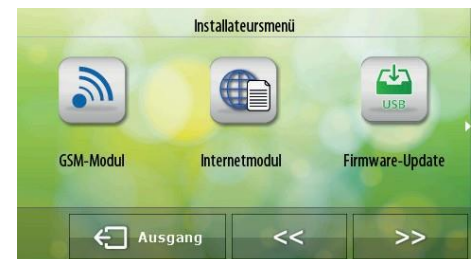 Installateursmenü
USB
GSM-Modul Internetmodul Firmware-Update
Ausgang << >>